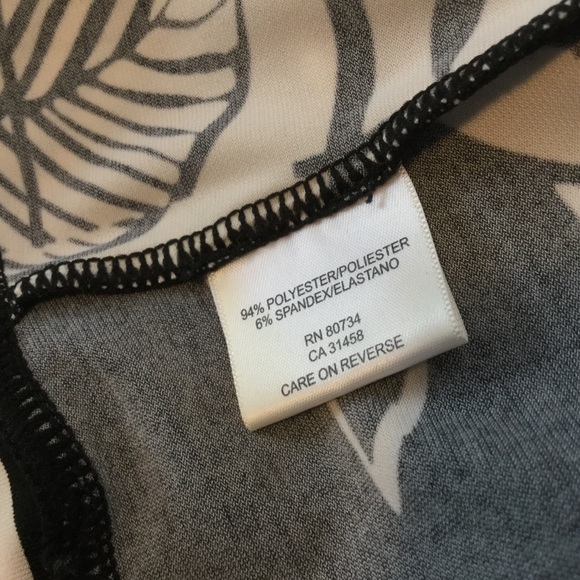 94% POLYESTER/POLIESTER
6% SPANDEX/ELASTANO
RN 80734
CA 31458
CARE ON REVERSE